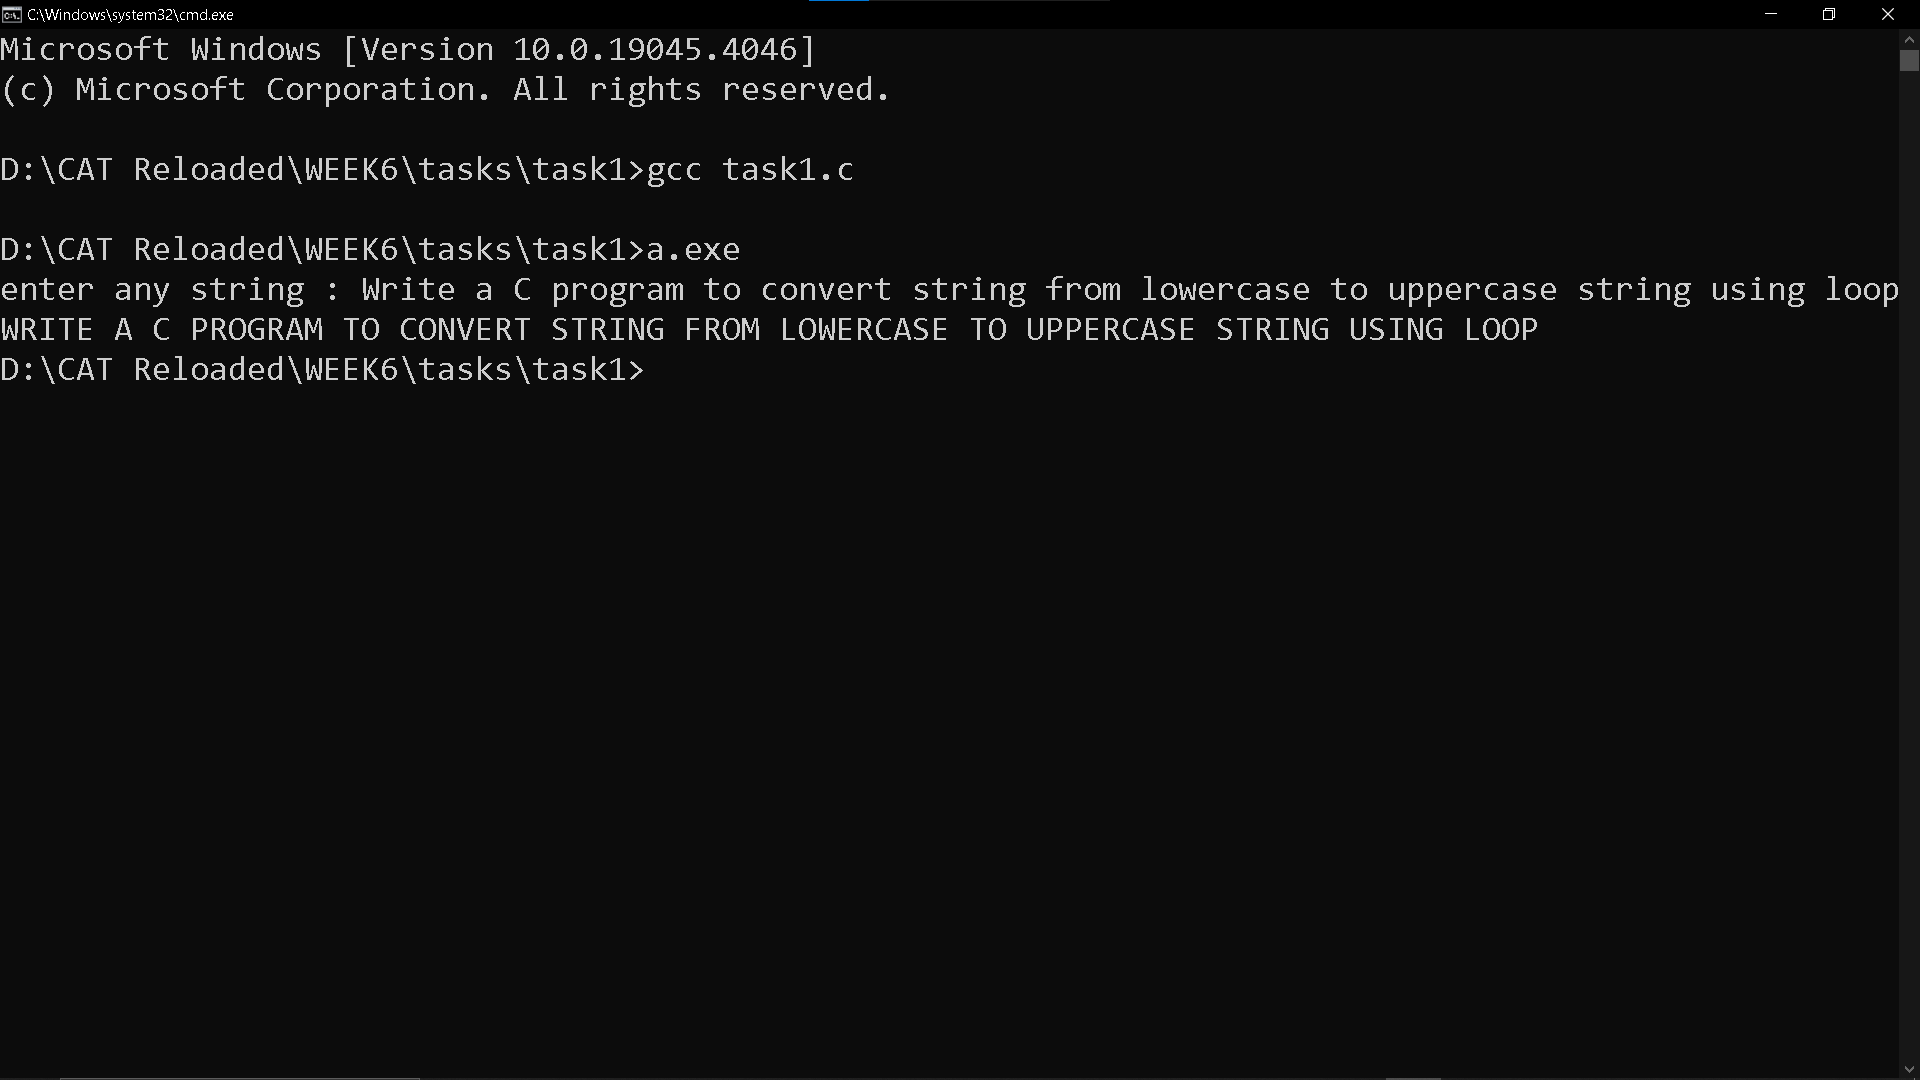 C:\Windows\system32\cmd.exe
Microsoft Windows [Version 10.0.19045.4046]
(c) Microsoft Corporation. All rights reserved.
D:\CAT Reloaded\WEEK6\tasks\task1>gcc task1.c
D:\CAT Reloaded\WEEK6\tasks\task1>a.exe
enter any string : Write a C program to convert string from lowercase to uppercase string using loop
WRITE A C PROGRAM TO CONVERT STRING FROM LOWERCASE TO UPPERCASE STRING USING LOOP
D:\CAT Reloaded\WEEK6\tasks\task1>